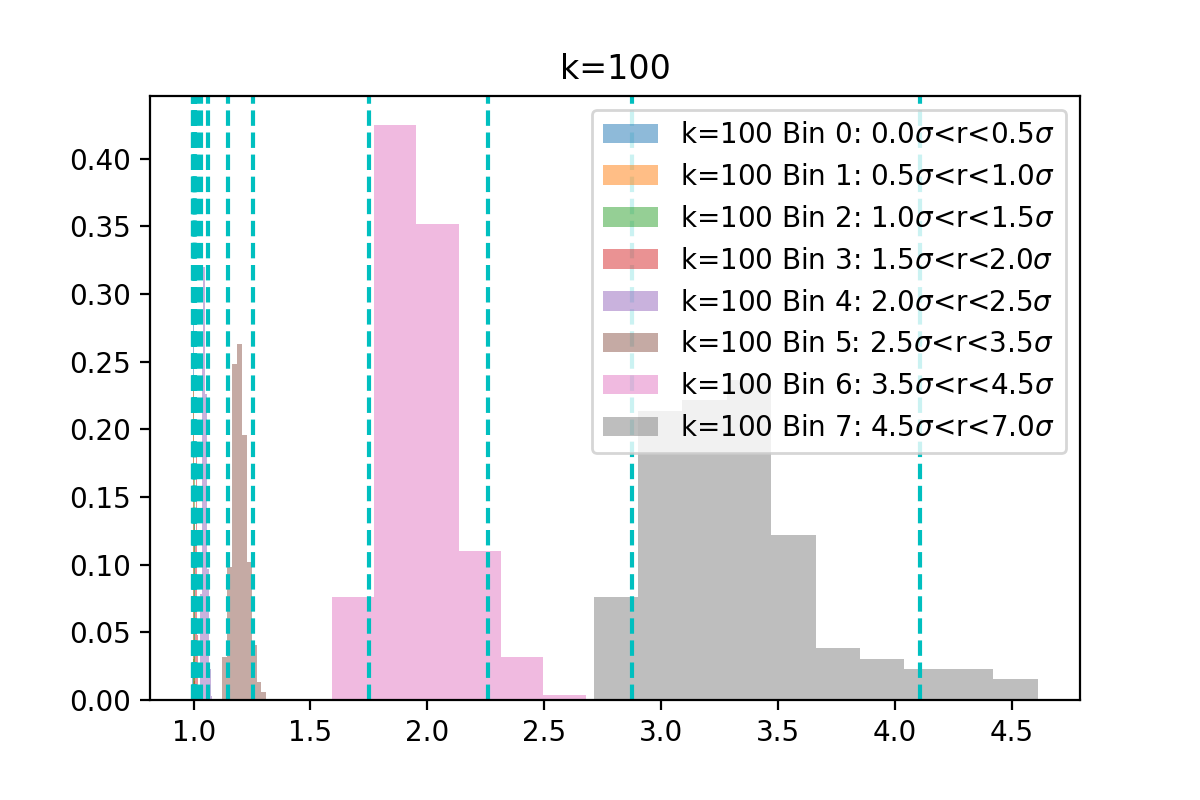 k=100
k=100 Bin 0: 0.0σ<r<0.5σ
k=100 Bin 1: 0.5σ<r<1.0σ
k=100 Bin 2: 1.0σ<r<1.5σ
k=100 Bin 3: 1.5σ<r<2.0σ
k=100 Bin 4: 2.0σ<r<2.5σ
k=100 Bin 5: 2.5σ<r<3.5σ
k=100 Bin 6: 3.5σ<r<4.5σ
k=100 Bin 7: 4.5σ<r<7.0σ
0.40
0.35
0.30
0.25
0.20
0.15
0.10
0.05
0.00
1.0 1.5 2.0 2.5 3.0 3.5 4.0 4.5